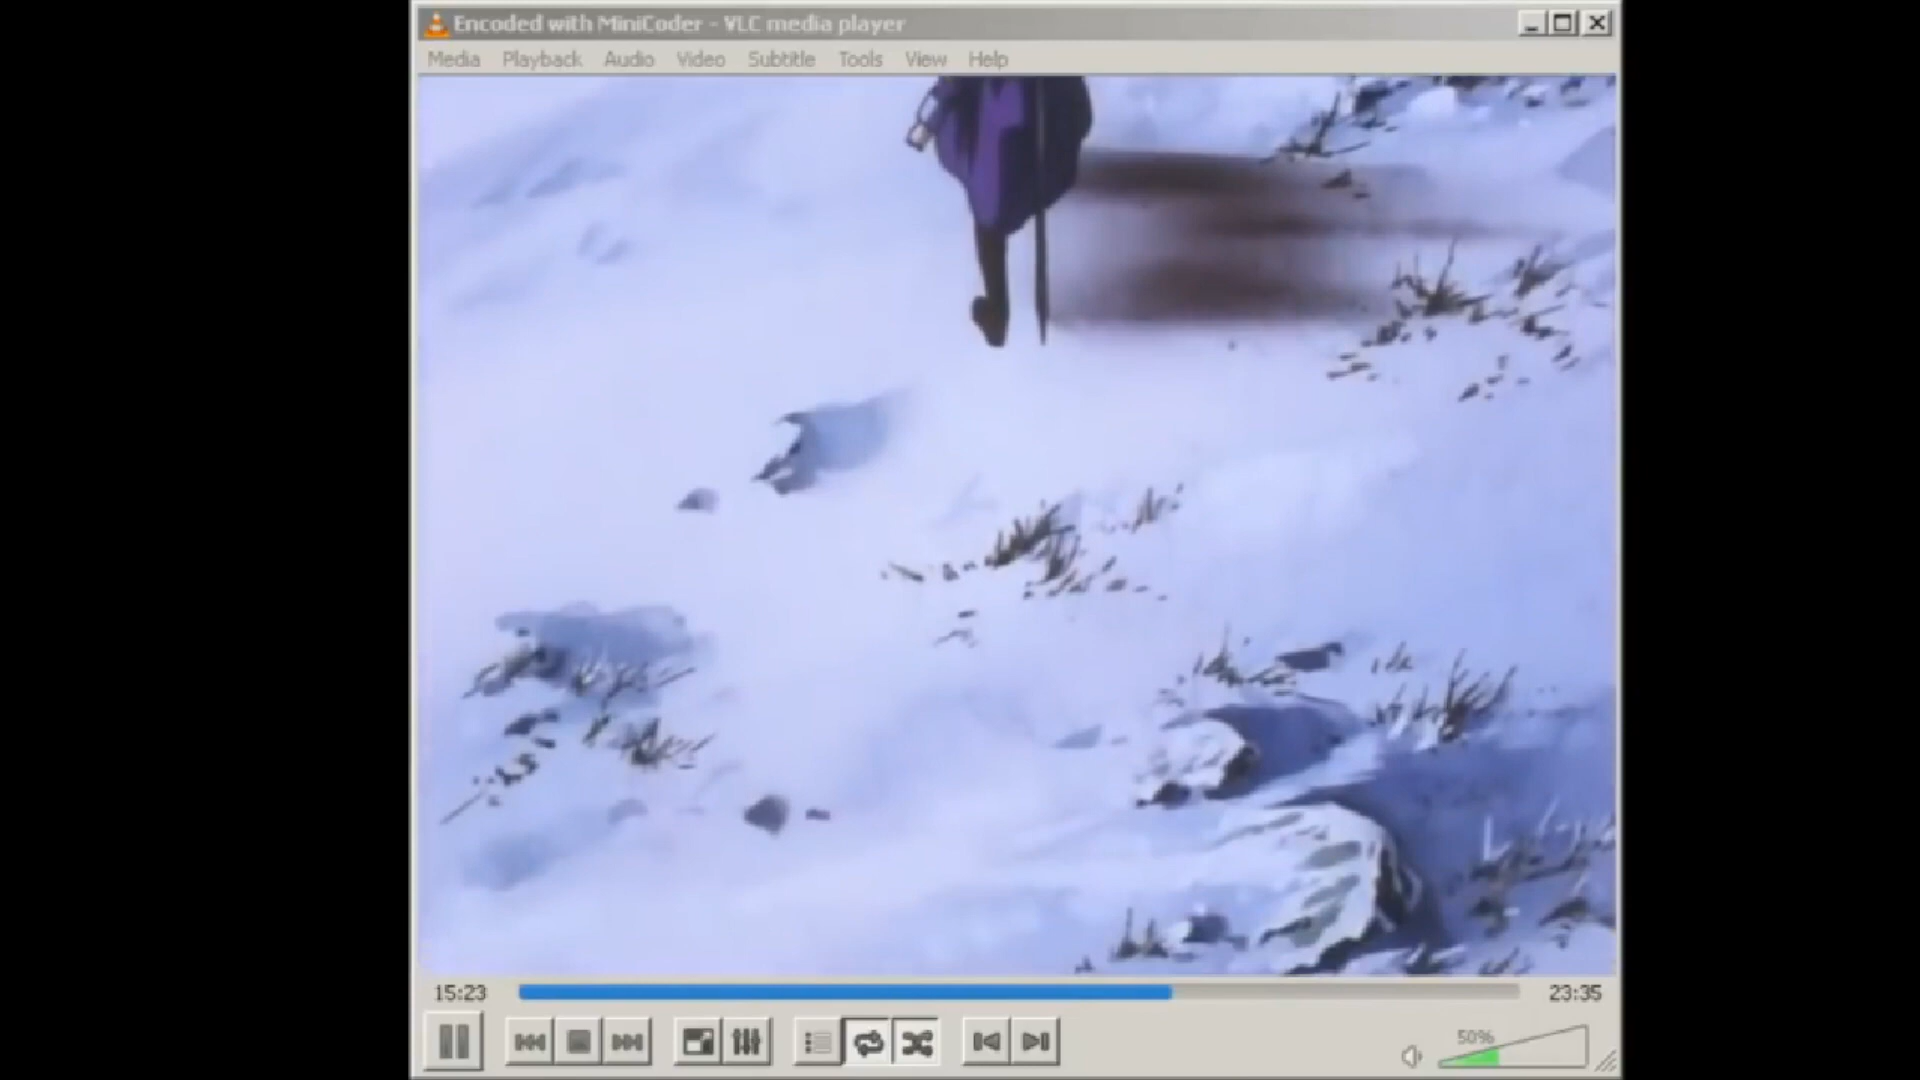 Encoded with MiniCoder - VLC media player
Media Playback Audio Video Subtitle Tools View Help
15:23 23:35
50%